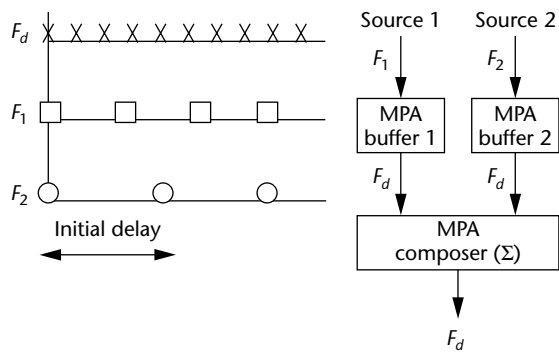 F_d
F_1
F_2
Initial delay
Source 1
Source 2
F_1
F_2
MPA
buffer 1
MPA
buffer 2
F_d
F_d
MPA
composer (Σ)
F_d